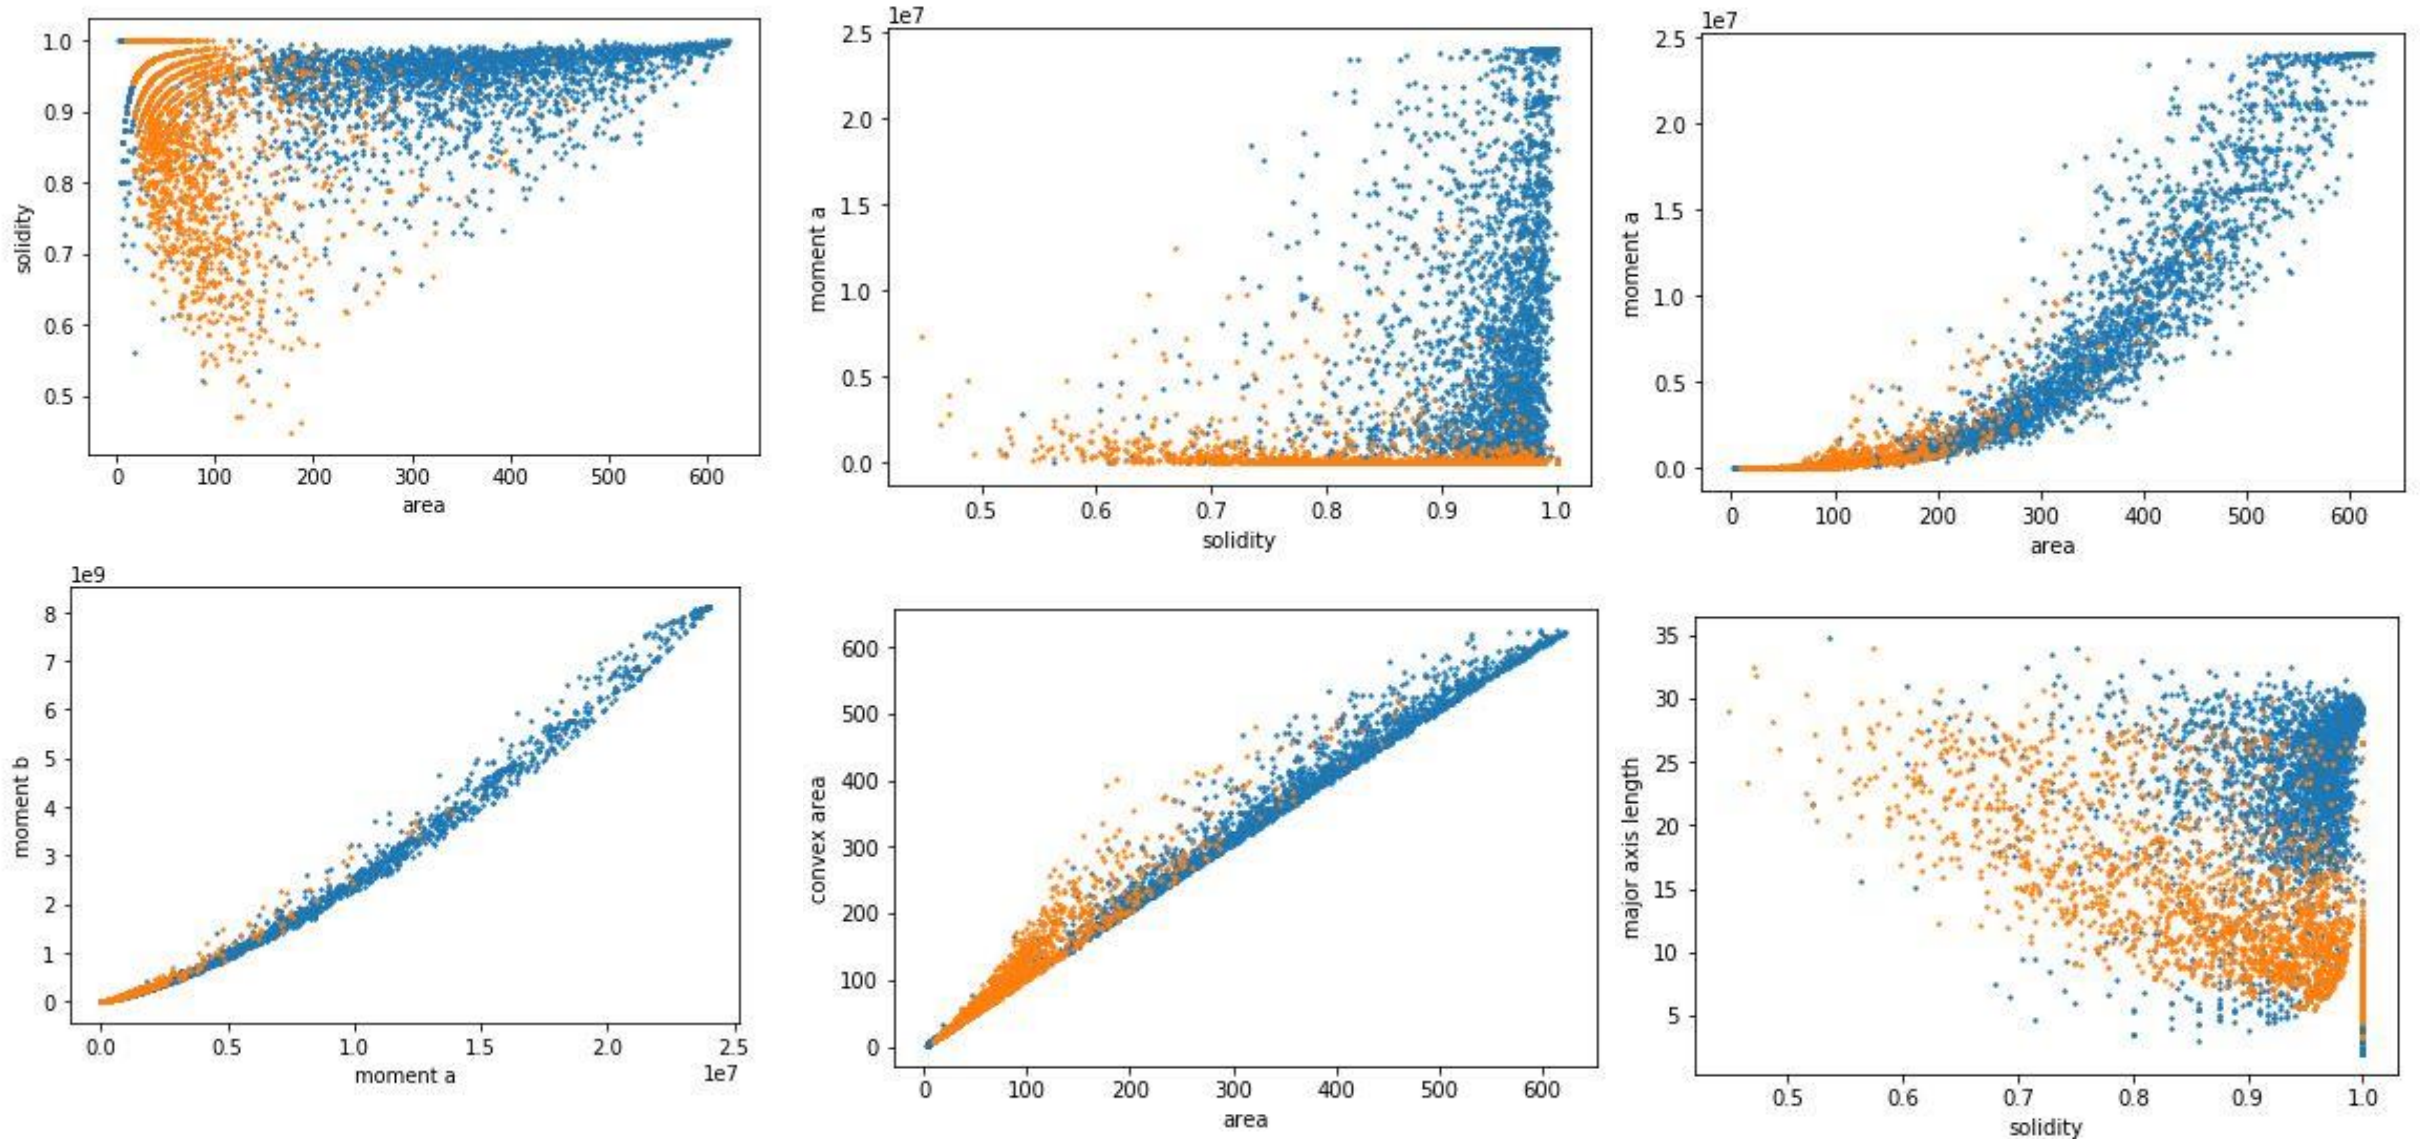 1.0
0.9
0.8
0.7
0.6
0.5
solidity
0 100 200 300 400 500 600
area
1e7
2.5
2.0
1.5
1.0
0.5
0.0
moment a
0.5 0.6 0.7 0.8 0.9 1.0
solidity
1e7
2.5
2.0
1.5
1.0
0.5
0.0
moment a
0 100 200 300 400 500 600
area
1e9
8
7
6
5
4
3
2
1
0
moment b
0.0 0.5 1.0 1.5 2.0 2.5
moment a
1e7
600
500
400
300
200
100
0
convex area
0 100 200 300 400 500 600
area
35
30
25
20
15
10
5
major axis length
0.5 0.6 0.7 0.8 0.9 1.0
solidity